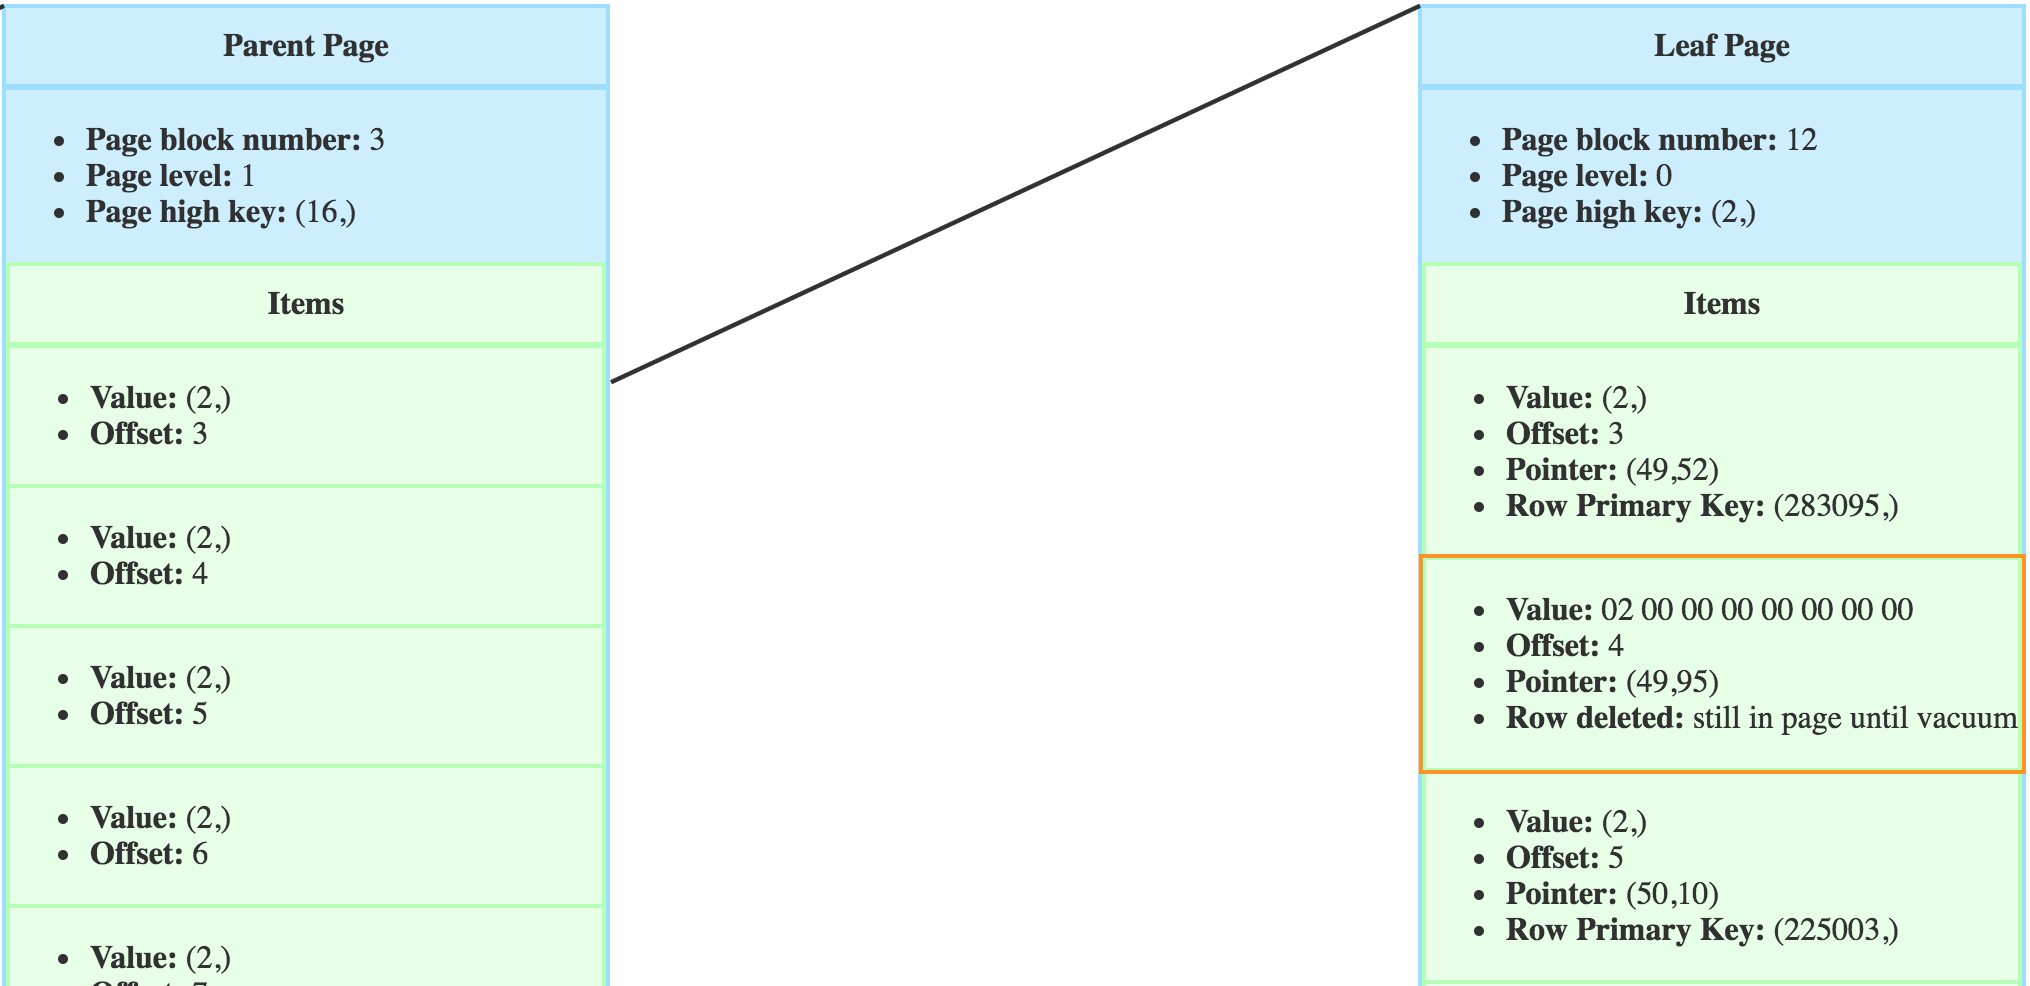 Parent Page
Page block number: 3
Page level: 1
Page high key: (16,)
Items
Value: (2,)
Offset: 3
Value: (2,)
Offset: 4
Value: (2,)
Offset: 5
Value: (2,)
Offset: 6
Value: (2,)
Leaf Page
Page block number: 12
Page level: 0
Page high key: (2,)
Items
Value: (2,)
Offset: 3
Pointer: (49,52)
Row Primary Key: (283095,)
Value: 02 00 00 00 00 00 00 00
Offset: 4
Pointer: (49,95)
Row deleted: still in page until vacuum
Value: (2,)
Offset: 5
Pointer: (50,10)
Row Primary Key: (225003,)